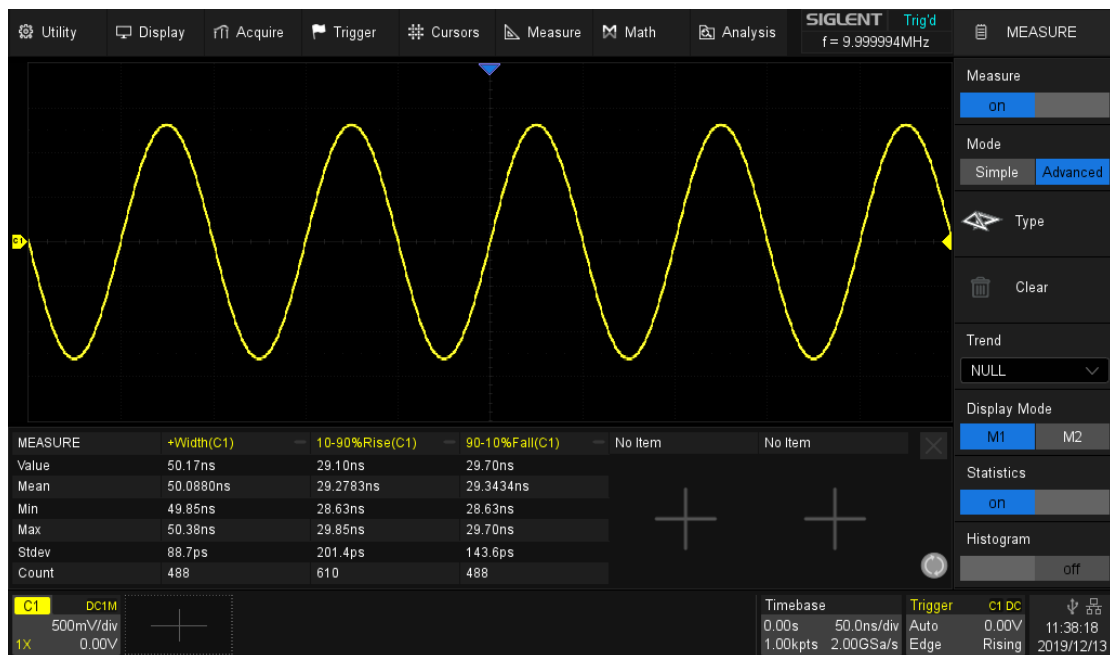 Utility Display Acquire Trigger Cursors Measure Math Analysis SIGLENT Trig'd MEASURE
f = 9.999994MHz
Measure
on
Mode
Simple Advanced
C1
Type
Clear
Trend
NULL
Display Mode
M1 M2
Statistics
on
Histogram
off
MEASURE +Width(C1) 10-90%Rise(C1) 90-10%Fall(C1) No Item No Item
Value 50.17ns 29.10ns 29.70ns
Mean 50.0880ns 29.2783ns 29.3434ns
Min 49.85ns 28.63ns 28.63ns
Max 50.38ns 29.85ns 29.70ns
Stdev 88.7ps 201.4ps 143.6ps
Count 488 610 488
C1 DC1M Timebase Trigger C1 DC
500mV/div 0.00s 50.0ns/div Auto 0.00V 11:38:18
1X 0.00V 1.00kpts 2.00GSa/s Edge Rising 2019/12/13